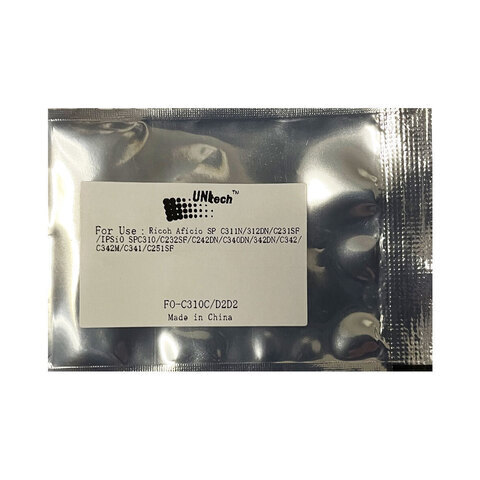 UNItech™
For Use : Ricoh Aficio SP C311N/312DN/C231SF
/IPSiO SPC310/C232SF/C242DN/C340DN/342DN/C342/
C342M/C341/C251SF
FO-C310C/D2D2
Made in China